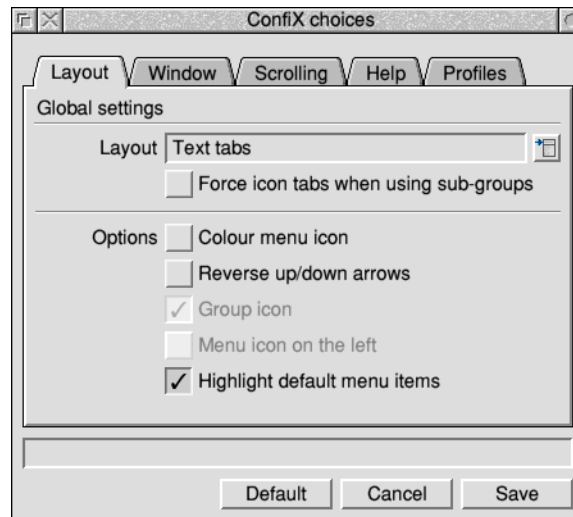 ConfiX choices
Layout Window Scrolling Help Profiles
Global settings
Layout Text tabs
Force icon tabs when using sub-groups
Options Colour menu icon
Reverse up/down arrows
Group icon
Menu icon on the left
Highlight default menu items
Default Cancel Save